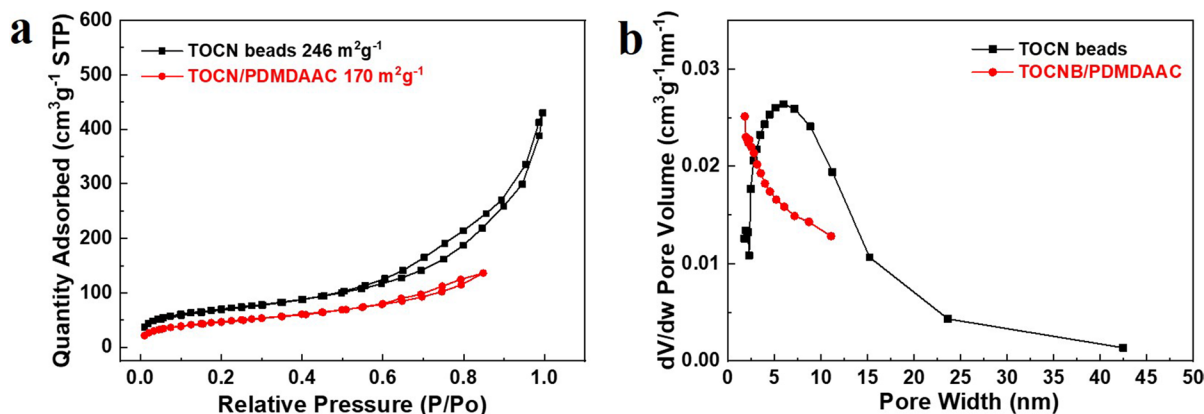 a
600
500
400
300
200
100
0
Quantity Adsorbed (cm³g⁻¹ STP)
TOCN beads 246 m²g⁻¹
TOCN/PDMDAAC 170 m²g⁻¹
0.0 0.2 0.4 0.6 0.8 1.0
Relative Pressure (P/Po)
b
0.03
0.02
0.01
0.00
dV/dw Pore Volume (cm³g⁻¹nm⁻¹)
TOCN beads
TOCNB/PDMDAAC
0 5 10 15 20 25 30 35 40 45 50
Pore Width (nm)